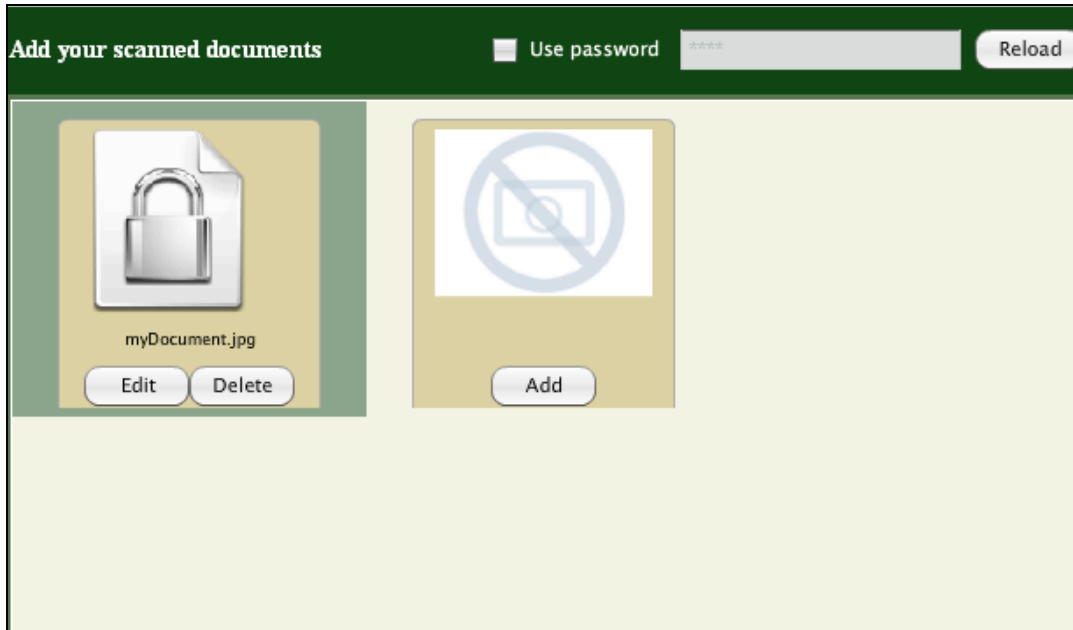 Add your scanned documents
Use password
****
Reload
myDocument.jpg
Edit
Delete
Add